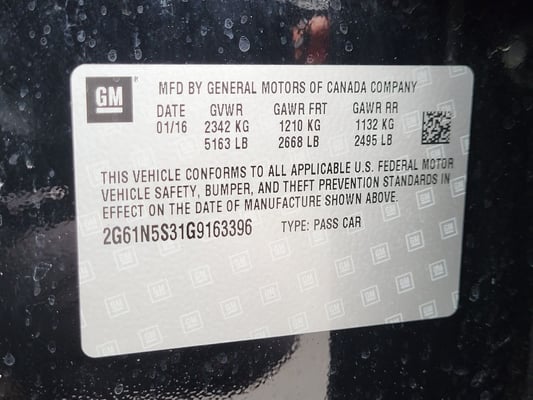 GM
MFD BY GENERAL MOTORS OF CANADA COMPANY
DATE GVWR GAWR FRT GAWR RR
01/16 2342 KG 1210 KG 1132 KG
5163 LB 2668 LB 2495 LB
THIS VEHICLE CONFORMS TO ALL APPLICABLE U.S. FEDERAL MOTOR
VEHICLE SAFETY, BUMPER, AND THEFT PREVENTION STANDARDS IN
EFFECT ON THE DATE OF MANUFACTURE SHOWN ABOVE.
2G61N5S31G9163396 TYPE: PASS CAR